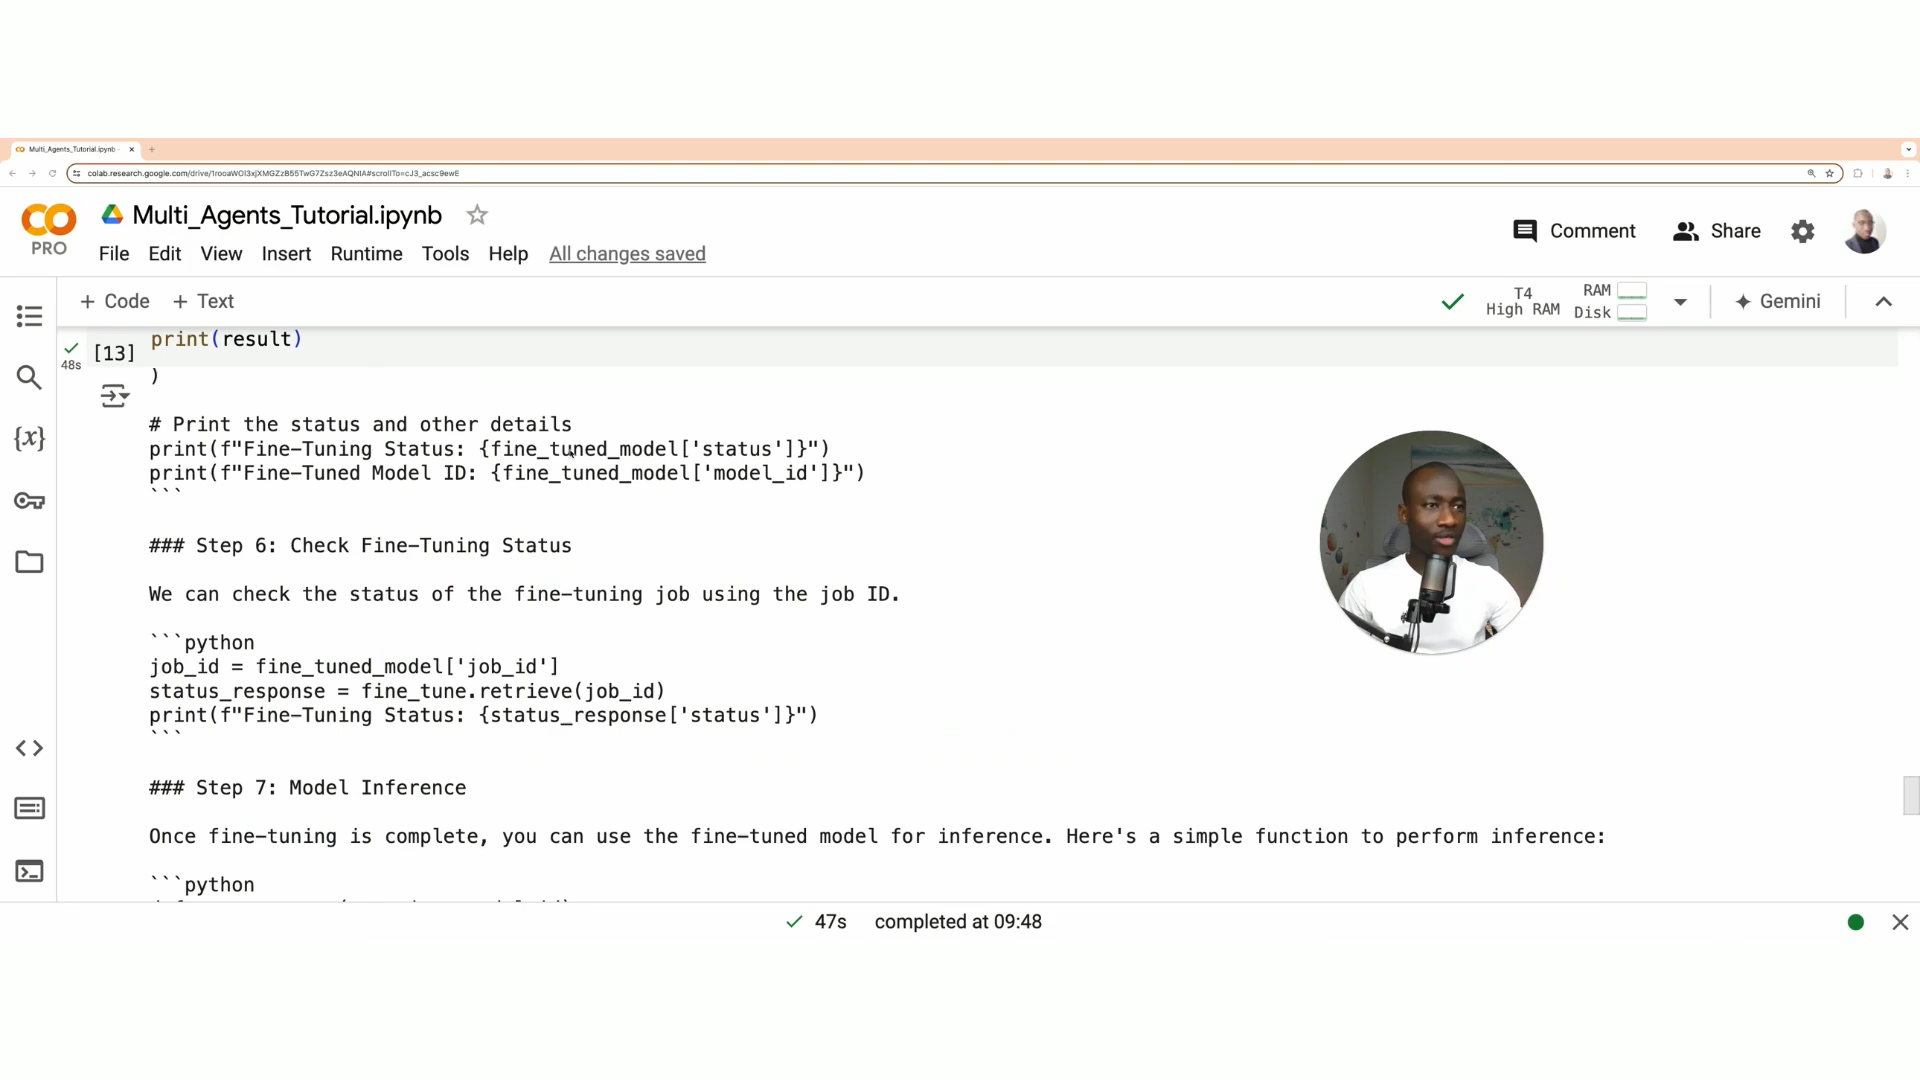 Multi_Agents_Tutorial.ipynb -
colab.research.google.com/drive/1rooaWOl3xjXMGZzB55TwG7Zsz3eAQNIA#scrollTo=cJ3_acsc9ewE
CO
PRO
Multi_Agents_Tutorial.ipynb
File Edit View Insert Runtime Tools Help All changes saved
Comment Share
+ Code + Text
T4
High RAM
RAM
Disk
Gemini
48s
[13]
print(result)
)
# Print the status and other details
print(f"Fine-Tuning Status: {fine_tuned_model['status']}")
print(f"Fine-Tuned Model ID: {fine_tuned_model['model_id']}")
```
### Step 6: Check Fine-Tuning Status
We can check the status of the fine-tuning job using the job ID.
```python
job_id = fine_tuned_model['job_id']
status_response = fine_tune.retrieve(job_id)
print(f"Fine-Tuning Status: {status_response['status']}")
```
### Step 7: Model Inference
Once fine-tuning is complete, you can use the fine-tuned model for inference. Here's a simple function to perform inference:
```python
47s completed at 09:48